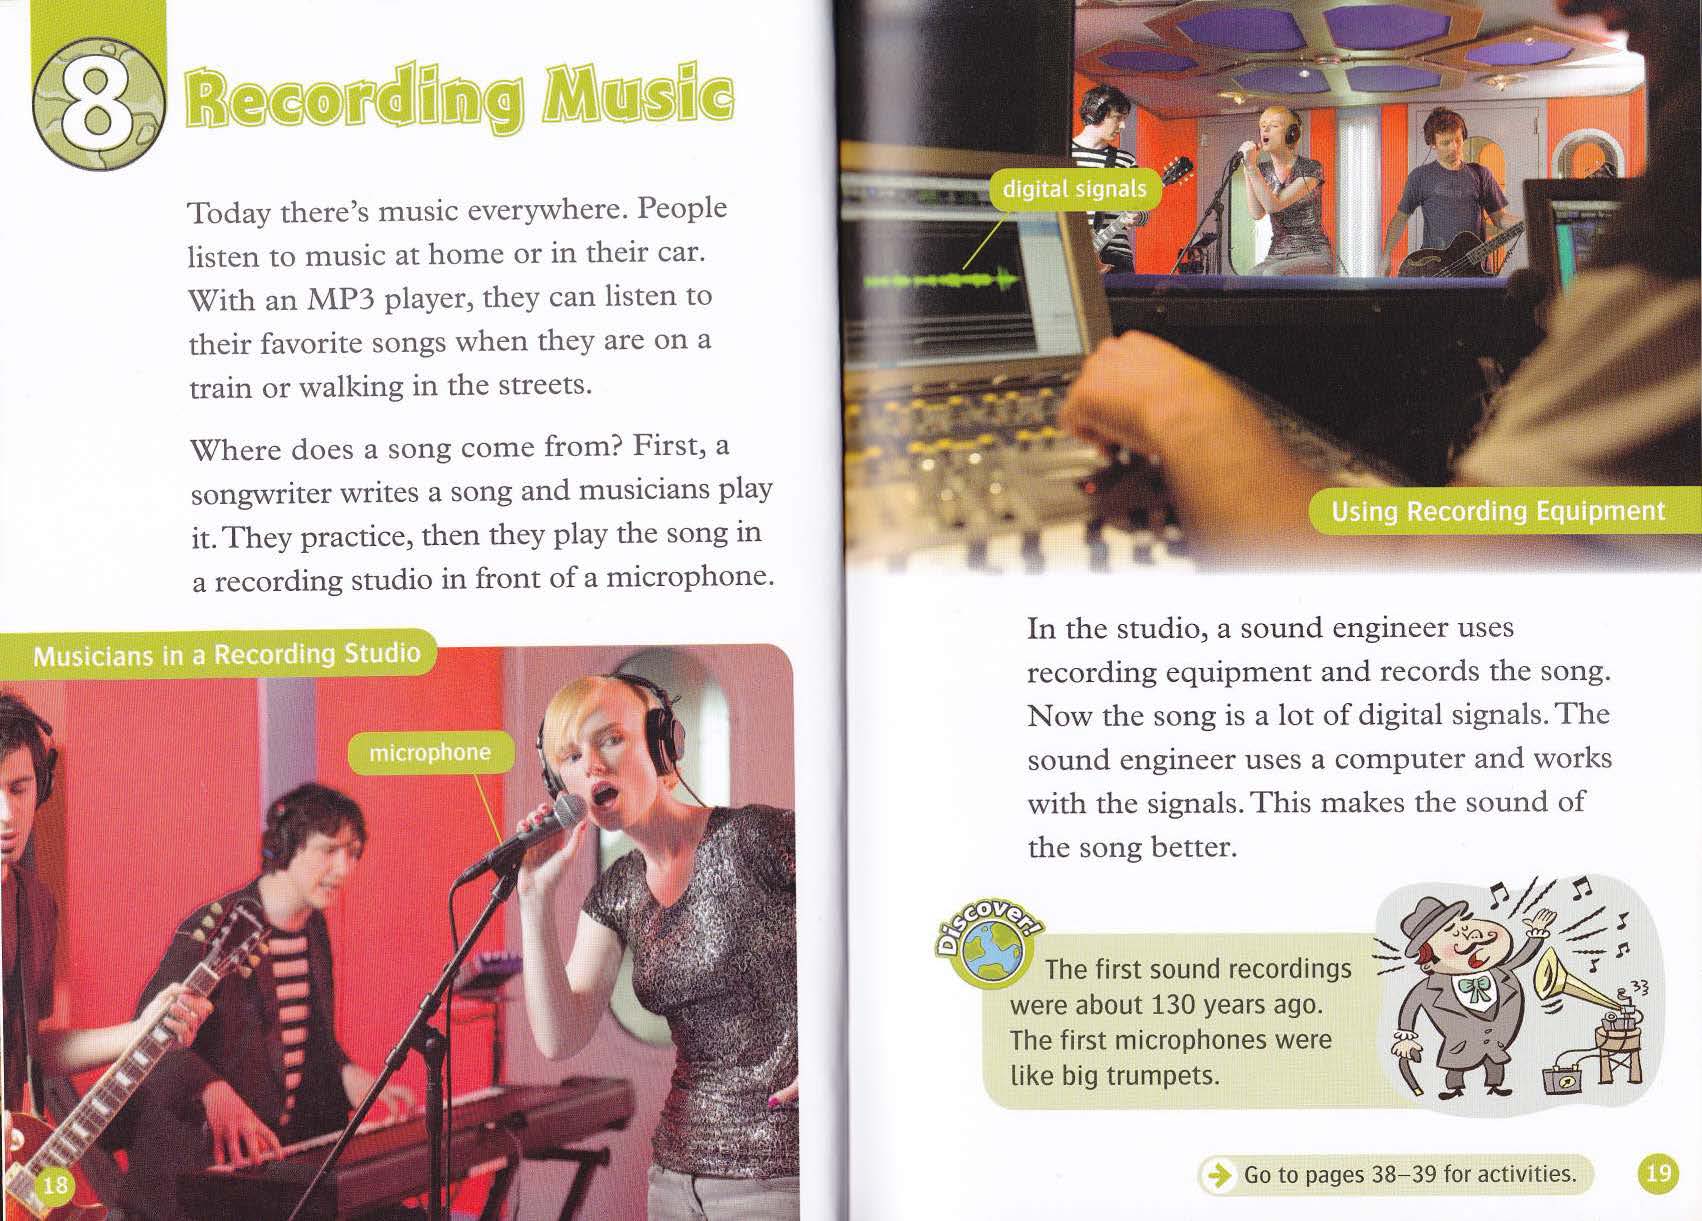 8
Recording Music
Today there's music everywhere. People
listen to music at home or in their car.
With an MP3 player, they can listen to
their favorite songs when they are on a
train or walking in the streets.
Where does a song come from? First, a
songwriter writes a song and musicians play
it. They practice, then they play the song in
a recording studio in front of a microphone.
Musicians in a Recording Studio
microphone
18
digital signals
Using Recording Equipment
In the studio, a sound engineer uses
recording equipment and records the song.
Now the song is a lot of digital signals. The
sound engineer uses a computer and works
with the signals. This makes the sound of
the song better.
Discover!
The first sound recordings
were about 130 years ago.
The first microphones were
like big trumpets.
Go to pages 38–39 for activities.
19